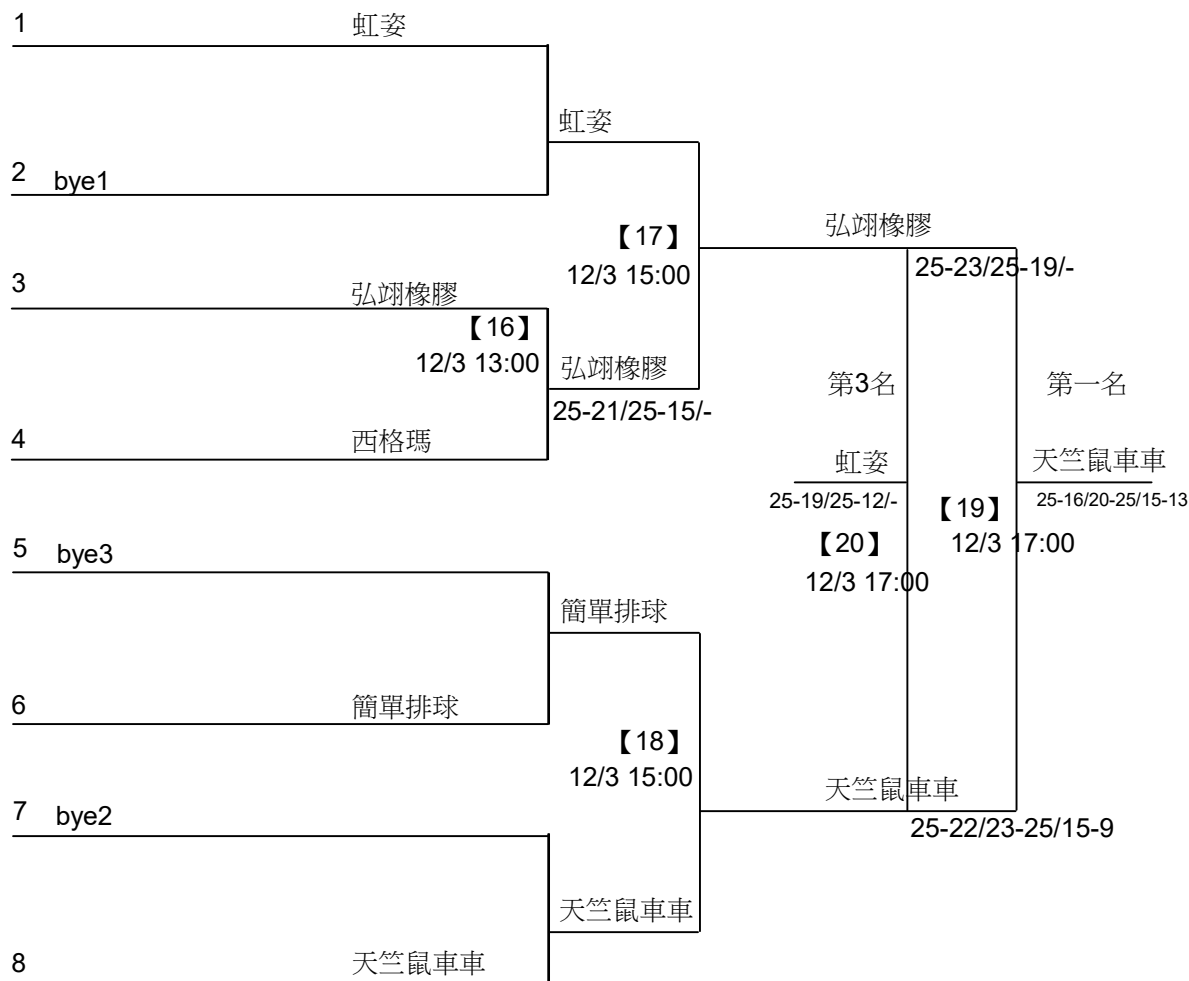 1
虹姿
虹姿
2 bye1
弘翊橡膠
【17】
25-23/25-19/-
12/3 15:00
3
弘翊橡膠
【16】
12/3 13:00
弘翊橡膠
25-21/25-15/-
第3名
第一名
4
西格瑪
虹姿
天竺鼠車車
25-19/25-12/-
25-16/20-25/15-13
【19】
12/3 17:00
【20】
12/3 17:00
5 bye3
簡單排球
6
簡單排球
【18】
12/3 15:00
天竺鼠車車
25-22/23-25/15-9
7 bye2
天竺鼠車車
8
天竺鼠車車